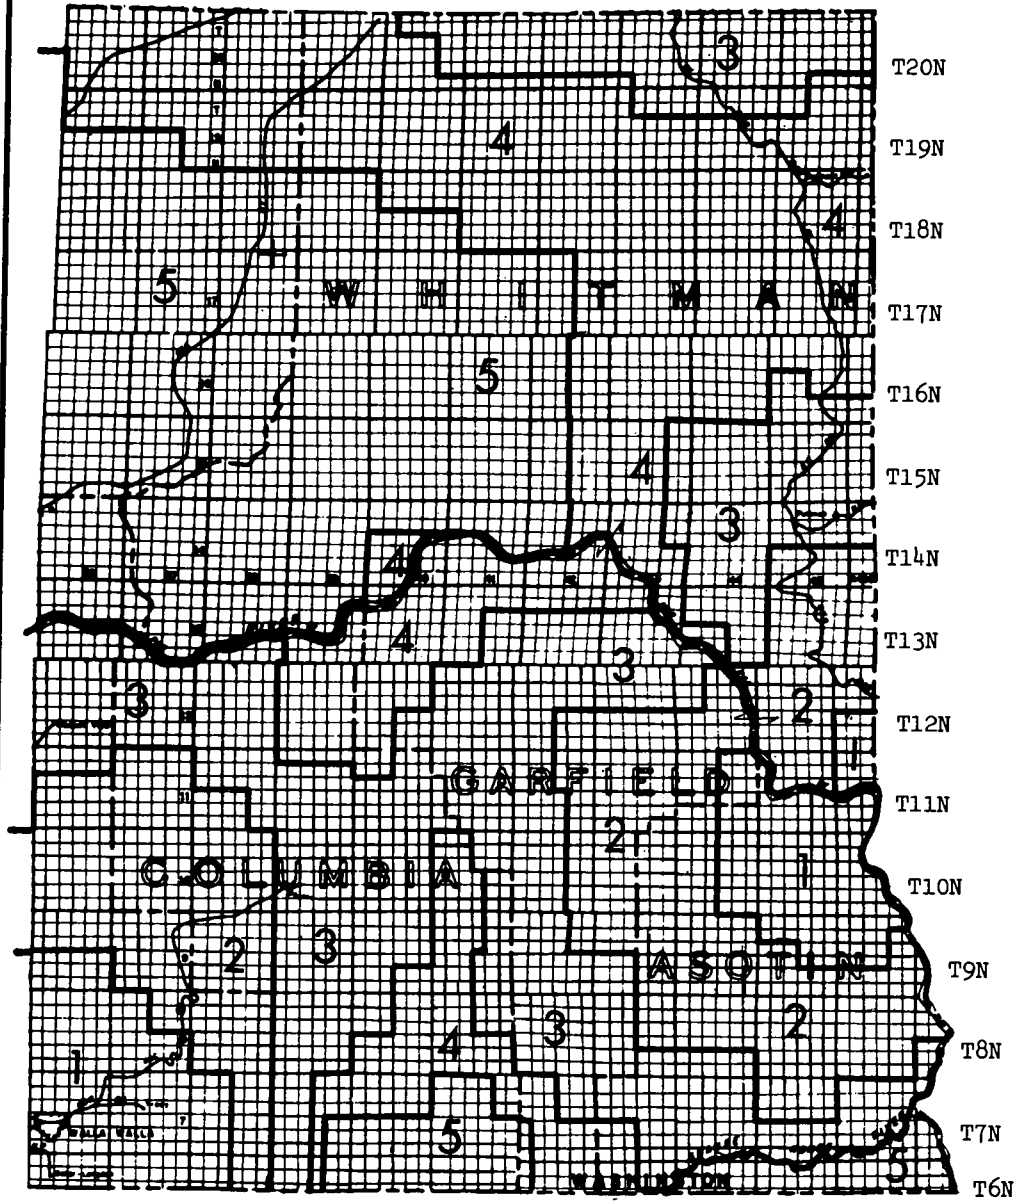 3
T20N
4
T19N
4
T18N
5
W H I T M A N
T17N
5
T16N
4
T15N
3
4
T14N
4
T13N
3
3
2
T12N
1
GARFIELD
T11N
2
COLUMBIA
1
T10N
2
3
ASOTIN
T9N
2
4
3
T8N
1
WALLA WALLA
T7N
5
5
WASHINGTON
T6N